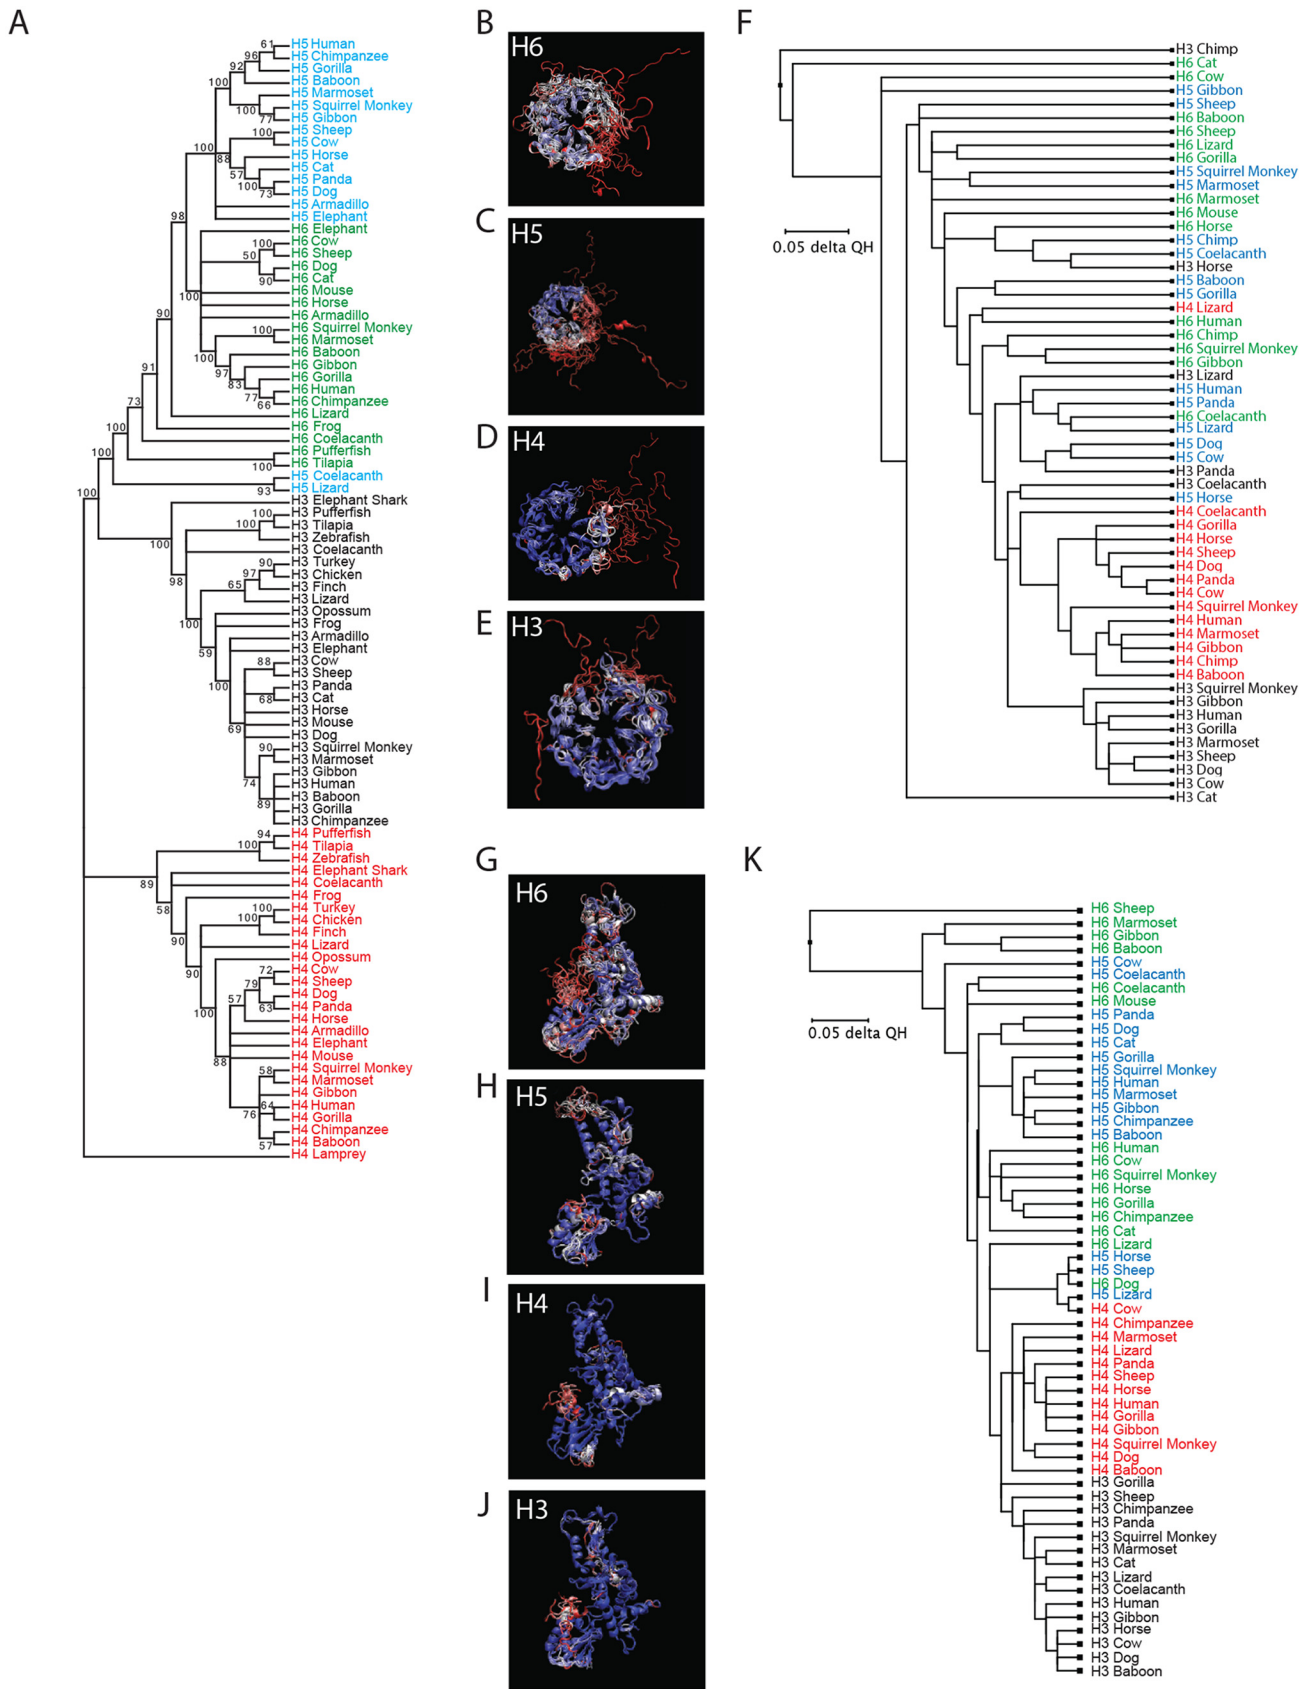 A
61
H5 Human
96
H5 Chimpanzee
92
H5 Gorilla
100
H5 Baboon
H5 Marmoset
100
H5 Squirrel Monkey
77
H5 Gibbon
100
H5 Sheep
100
H5 Cow
88
H5 Horse
57
H5 Cat
100
H5 Panda
73
H5 Dog
H5 Armadillo
98
H5 Elephant
H6 Elephant
100
H6 Cow
50
H6 Sheep
H6 Dog
90
H6 Cat
100
H6 Mouse
H6 Horse
90
H6 Armadillo
100
H6 Squirrel Monkey
H6 Marmoset
100
H6 Baboon
97
H6 Gibbon
83
H6 Gorilla
91
77
H6 Human
66
H6 Chimpanzee
73
H6 Lizard
100
H6 Frog
H6 Coelacanth
100
H6 Pufferfish
100
H6 Tilapia
H5 Coelacanth
100
93
H5 Lizard
H3 Elephant Shark
100
H3 Pufferfish
100
H3 Tilapia
H3 Zebrafish
100
H3 Coelacanth
90
H3 Turkey
97
H3 Chicken
98
65
H3 Finch
H3 Lizard
H3 Opossum
100
H3 Frog
H3 Armadillo
59
H3 Elephant
88
H3 Cow
H3 Sheep
100
H3 Panda
68
H3 Cat
H3 Horse
H3 Mouse
69
H3 Dog
90
H3 Squirrel Monkey
H3 Marmoset
H3 Gibbon
74
H3 Human
H3 Baboon
89
H3 Gorilla
H3 Chimpanzee
94
H4 Pufferfish
100
H4 Tilapia
H4 Zebrafish
H4 Elephant Shark
89
H4 Coelacanth
H4 Frog
58
100
H4 Turkey
100
H4 Chicken
H4 Finch
90
H4 Lizard
H4 Opossum
90
72
H4 Cow
79
H4 Sheep
57
H4 Dog
63
H4 Panda
100
H4 Horse
H4 Armadillo
H4 Elephant
88
H4 Mouse
58
H4 Squirrel Monkey
H4 Marmoset
H4 Gibbon
64
H4 Human
76
H4 Gorilla
H4 Chimpanzee
57
H4 Baboon
H4 Lamprey
B
H6
C
H5
D
H4
E
H3
F
0.05 delta QH
H3 Chimp
H6 Cat
H6 Cow
H5 Gibbon
H5 Sheep
H6 Baboon
H6 Sheep
H6 Lizard
H6 Gorilla
H5 Squirrel Monkey
H5 Marmoset
H6 Marmoset
H6 Mouse
H6 Horse
H5 Chimp
H5 Coelacanth
H3 Horse
H5 Baboon
H5 Gorilla
H4 Lizard
H6 Human
H6 Chimp
H6 Squirrel Monkey
H6 Gibbon
H3 Lizard
H5 Human
H5 Panda
H6 Coelacanth
H5 Lizard
H5 Dog
H5 Cow
H3 Panda
H3 Coelacanth
H5 Horse
H4 Coelacanth
H4 Gorilla
H4 Horse
H4 Sheep
H4 Dog
H4 Panda
H4 Cow
H4 Squirrel Monkey
H4 Human
H4 Marmoset
H4 Gibbon
H4 Chimp
H4 Baboon
H3 Squirrel Monkey
H3 Gibbon
H3 Human
H3 Gorilla
H3 Marmoset
H3 Sheep
H3 Dog
H3 Cow
H3 Cat
G
H6
H
H5
I
H4
J
H3
K
0.05 delta QH
H6 Sheep
H6 Marmoset
H6 Gibbon
H6 Baboon
H5 Cow
H5 Coelacanth
H6 Coelacanth
H6 Mouse
H5 Panda
H5 Dog
H5 Cat
H5 Gorilla
H5 Squirrel Monkey
H5 Human
H5 Marmoset
H5 Gibbon
H5 Chimpanzee
H5 Baboon
H6 Human
H6 Cow
H6 Squirrel Monkey
H6 Horse
H6 Gorilla
H6 Chimpanzee
H6 Cat
H6 Lizard
H5 Horse
H5 Sheep
H6 Dog
H5 Lizard
H4 Cow
H4 Chimpanzee
H4 Marmoset
H4 Lizard
H4 Panda
H4 Sheep
H4 Horse
H4 Human
H4 Gorilla
H4 Gibbon
H4 Squirrel Monkey
H4 Dog
H4 Baboon
H3 Gorilla
H3 Sheep
H3 Chimpanzee
H3 Panda
H3 Squirrel Monkey
H3 Marmoset
H3 Cat
H3 Lizard
H3 Coelacanth
H3 Human
H3 Gibbon
H3 Horse
H3 Cow
H3 Dog
H3 Baboon